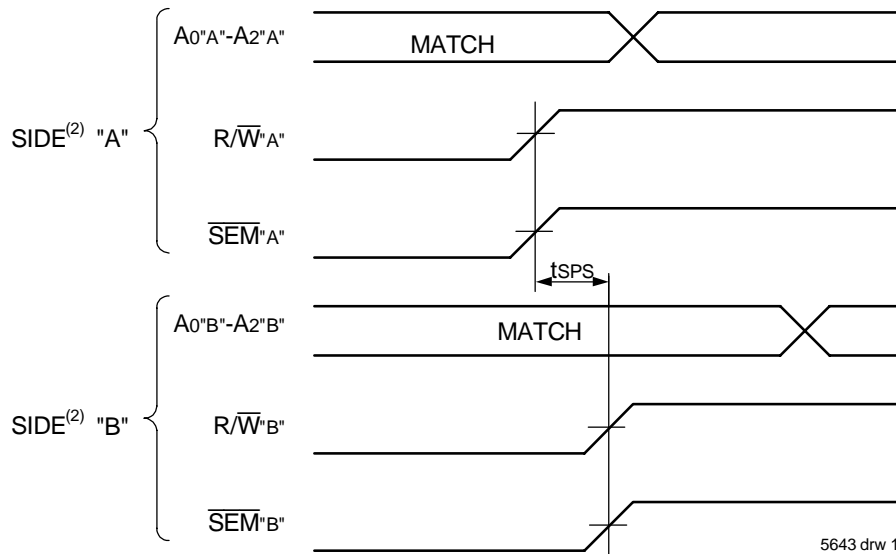 A0"A"-A2"A"
MATCH
SIDE(2) "A"
R/W"A"
SEM"A"
tSPS
A0"B"-A2"B"
MATCH
SIDE(2) "B"
R/W"B"
SEM"B"
5643 drw 1